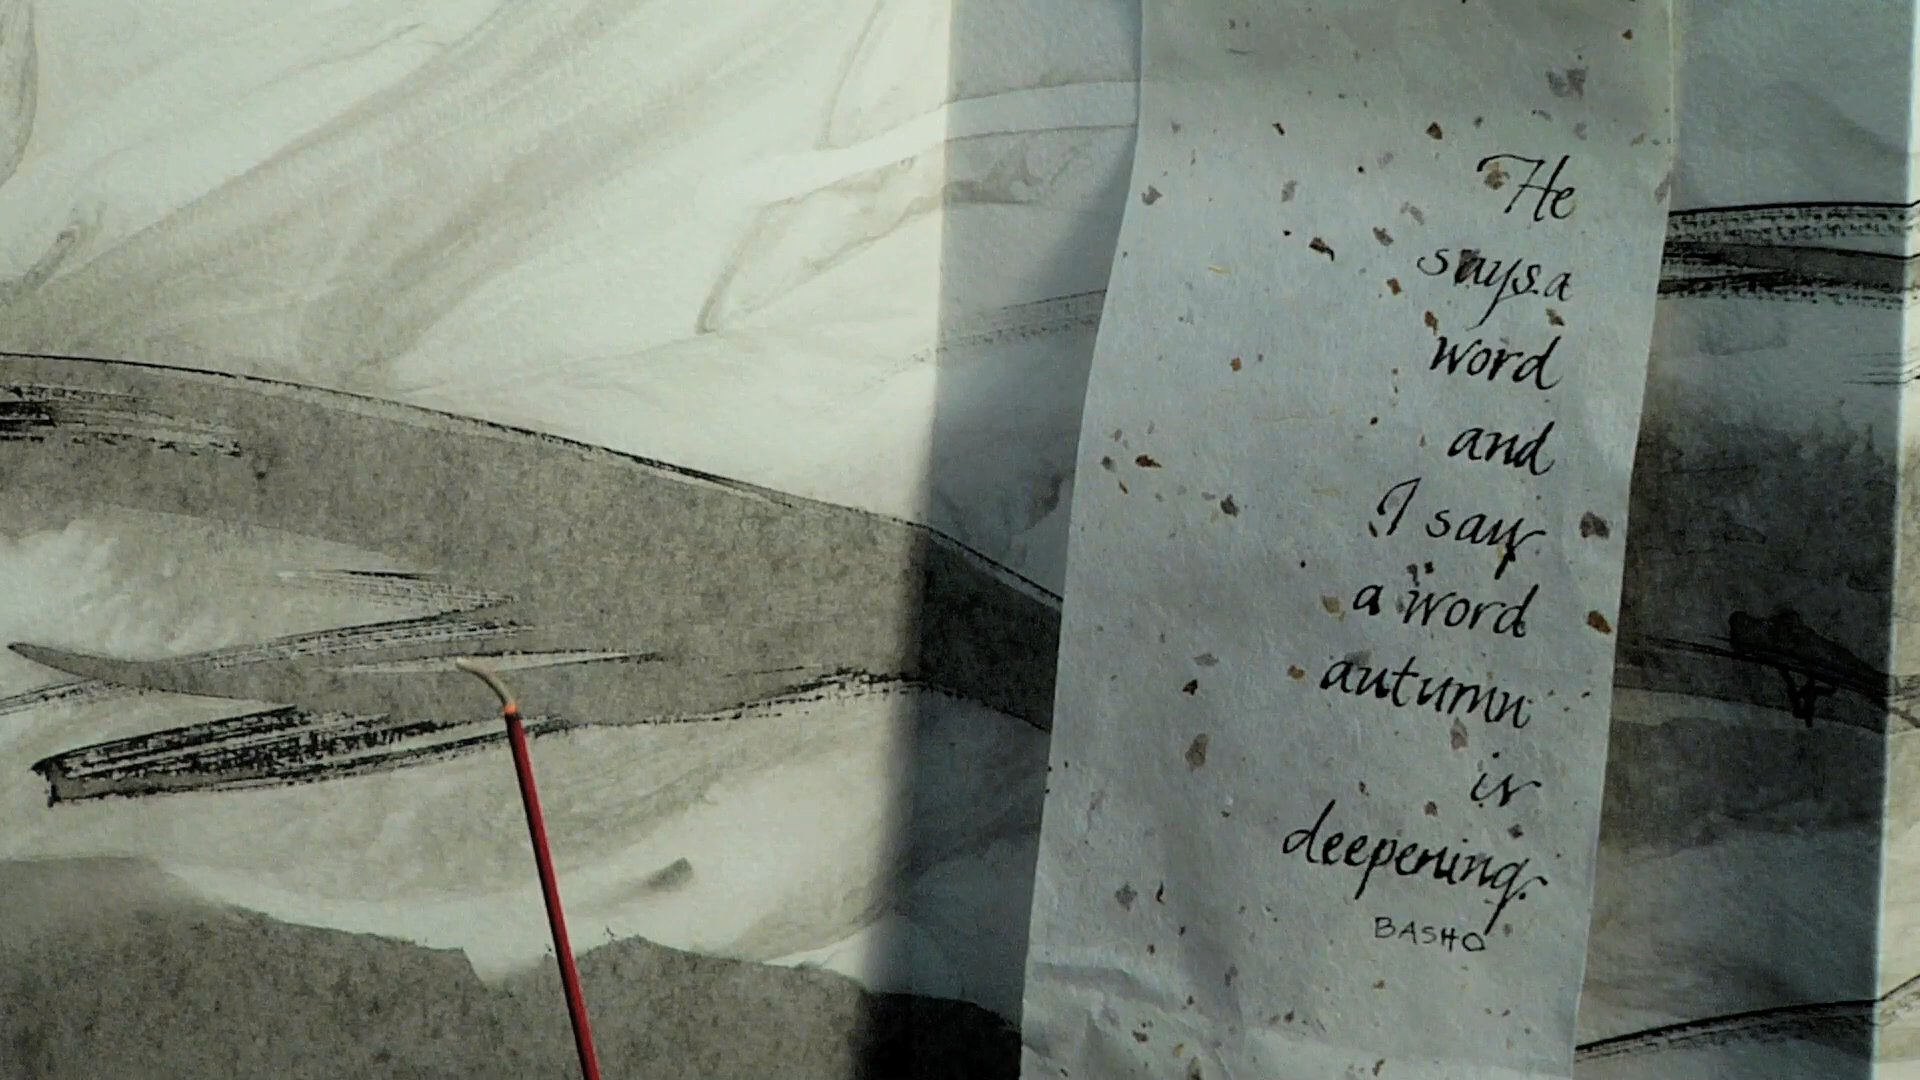 He
says a
word
and
I say
a word
autumn
is
deepening.
BASHO